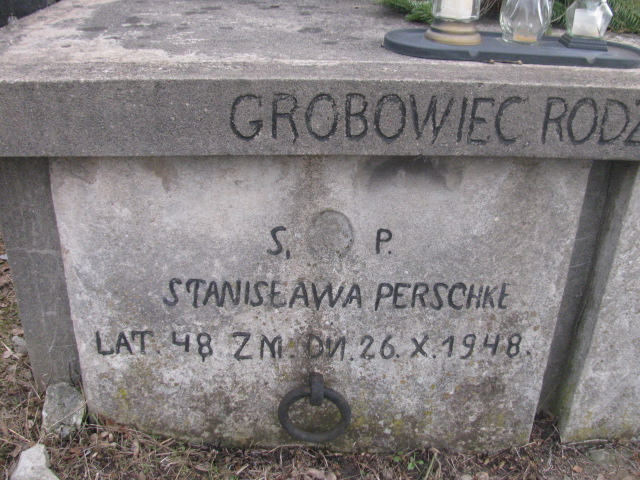 GROBOWIEC RODZ
Ś. P.
STANISŁAWA PERSCHKE
LAT. 48 ZM. DN. 26. X. 1948.